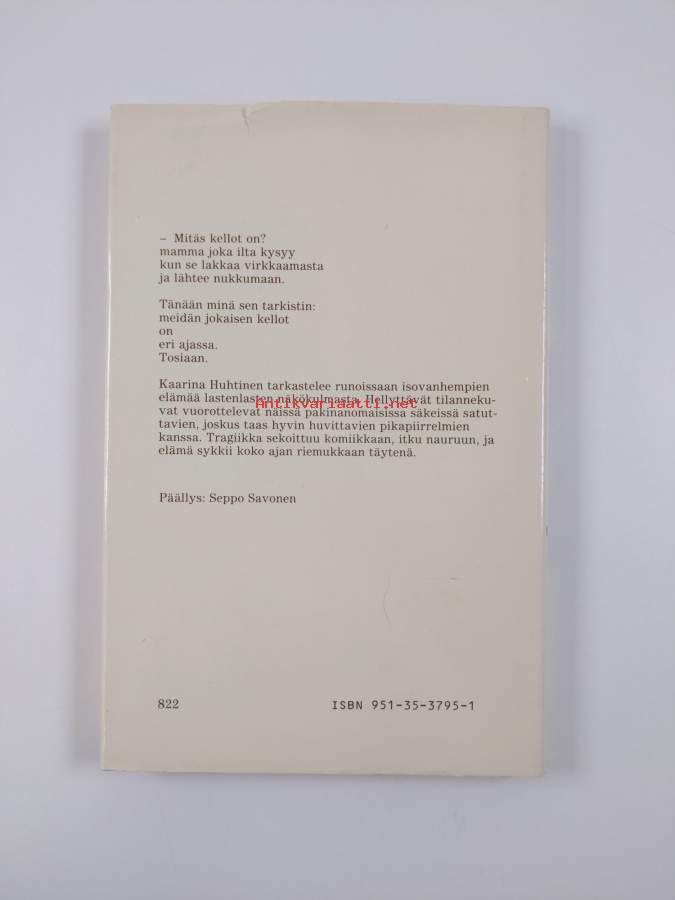 – Mitäs kellot on?
mamma joka ilta kysyy
kun se lakkaa virkkaamasta
ja lähtee nukkumaan.
Tänään minä sen tarkistin:
meidän jokaisen kellot
on
eri ajassa.
Tosiaan.
Kaarina Huhtinen tarkastelee runoissaan isovanhempien
elämää lastenlasten näkökulmasta. Hellyttävät tilanneku-
vat vuorottelevat näissä pakinanomaisissa säkeissä satut-
tavien, joskus taas hyvin huvittavien pikapiirrelmien
kanssa. Tragiikka sekoittuu komiikkaan, itku nauruun, ja
elämä sykkii koko ajan riemukkaan täytenä.
Antikvariaatti.net
Päällys: Seppo Savonen
822 ISBN 951-35-3795-1